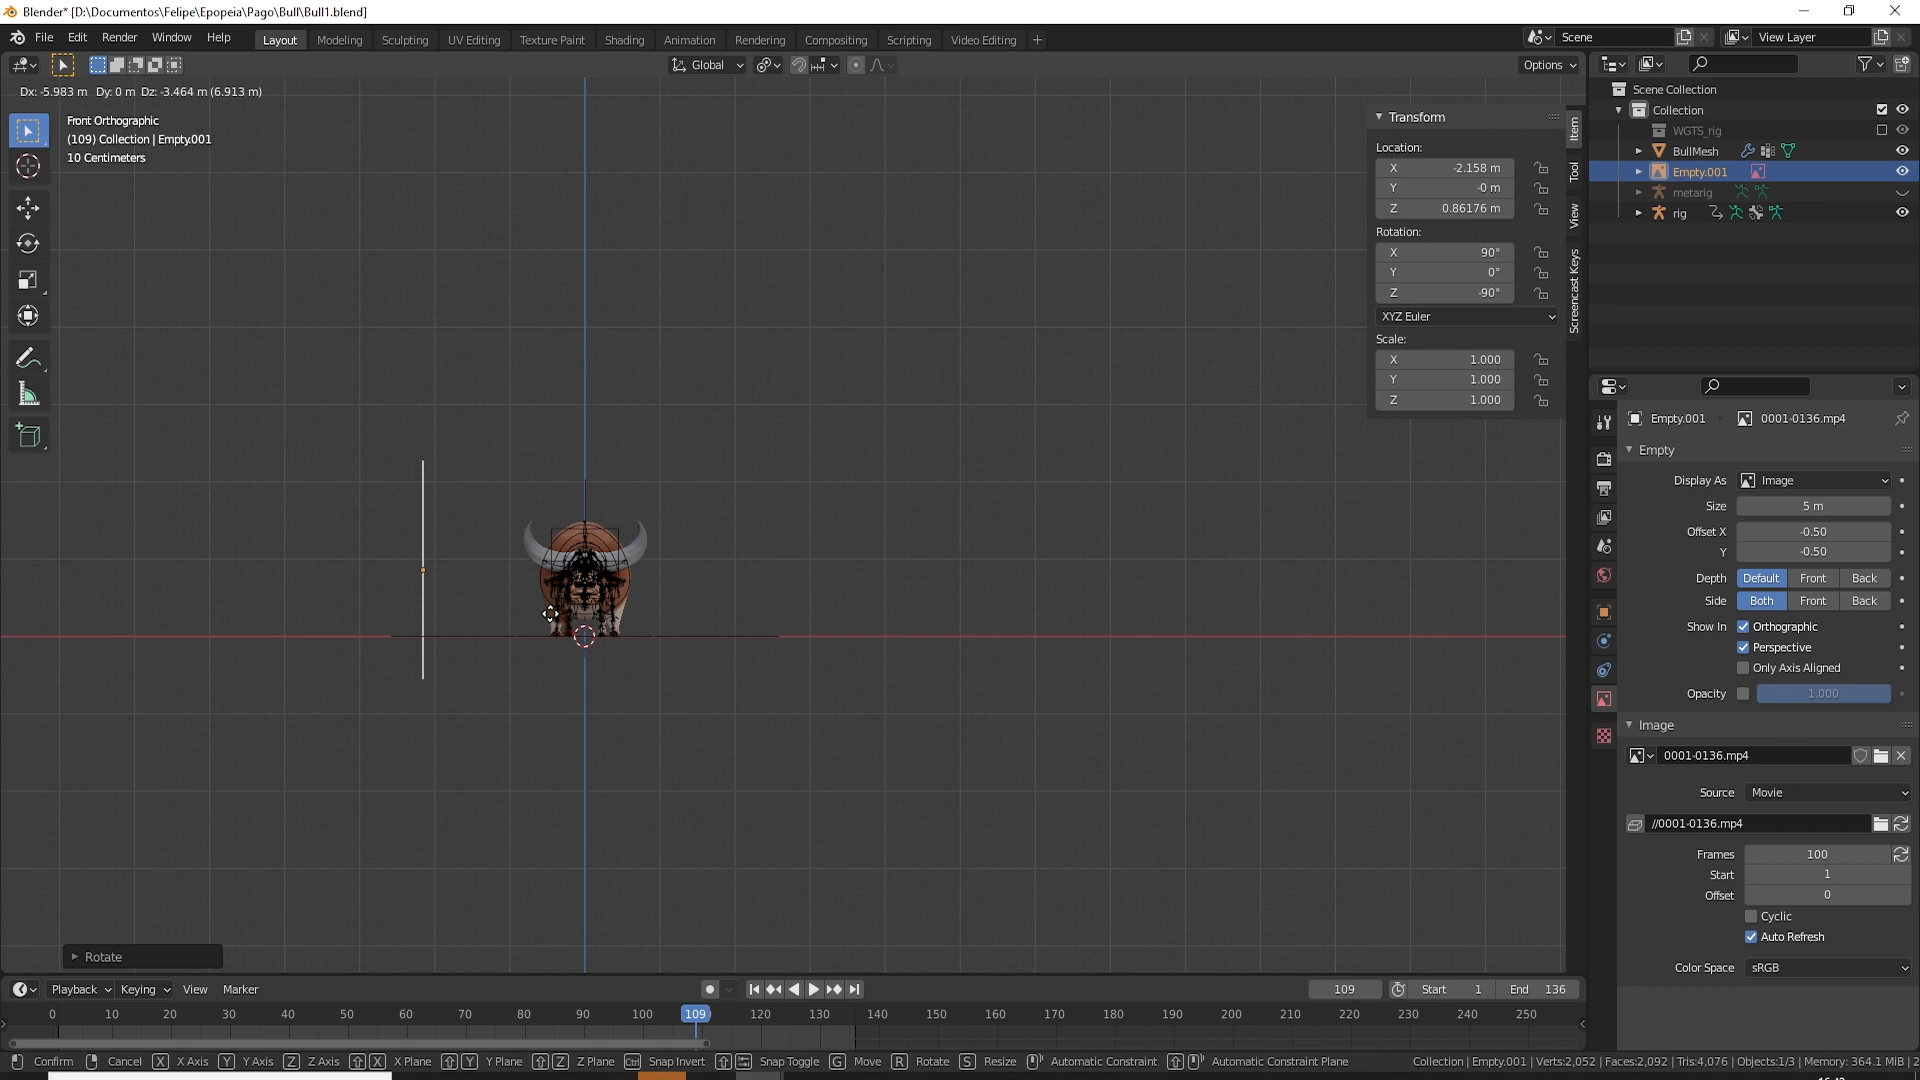 Blender* [D:\Documentos\Felipe\Epopeia\Pago\Bull\Bull1.blend]
File Edit Render Window Help Layout Modeling Sculpting UV Editing Texture Paint Shading Animation Rendering Compositing Scripting Video Editing + Scene View Layer
Global Options
Dx: -5.983 m Dy: 0 m Dz: -3.464 m (6.913 m)
Front Orthographic
(109) Collection | Empty.001
10 Centimeters
Transform
Location:
X -2.158 m
Y -0 m
Z 0.86176 m
Rotation:
X 90°
Y 0°
Z -90°
XYZ Euler
Scale:
X 1.000
Y 1.000
Z 1.000
Item
Tool
View
Screencast Keys
Scene Collection
Collection
WGTS_rig
BullMesh
Empty.001
metarig
rig
Empty.001 0001-0136.mp4
Empty
Display As Image
Size 5 m
Offset X -0.50
Y -0.50
Depth Default Front Back
Side Both Front Back
Show In Orthographic
Perspective
Only Axis Aligned
Opacity 1.000
Image
0001-0136.mp4
Source Movie
//0001-0136.mp4
Frames 100
Start 1
Offset 0
Cyclic
Auto Refresh
Color Space sRGB
Rotate
Playback Keying View Marker 109 Start 1 End 136
0 10 20 30 40 50 60 70 80 90 100 109 120 130 140 150 160 170 180 190 200 210 220 230 240 250
Confirm Cancel X X Axis Y Y Axis Z Z Axis X X Plane Y Y Plane Z Z Plane Ctrl Snap Invert Snap Toggle G Move R Rotate S Resize Automatic Constraint Automatic Constraint Plane Collection | Empty.001 | Verts:2,052 | Faces:2,092 | Tris:4,076 | Objects:1/3 | Memory: 364.1 MiB | 2